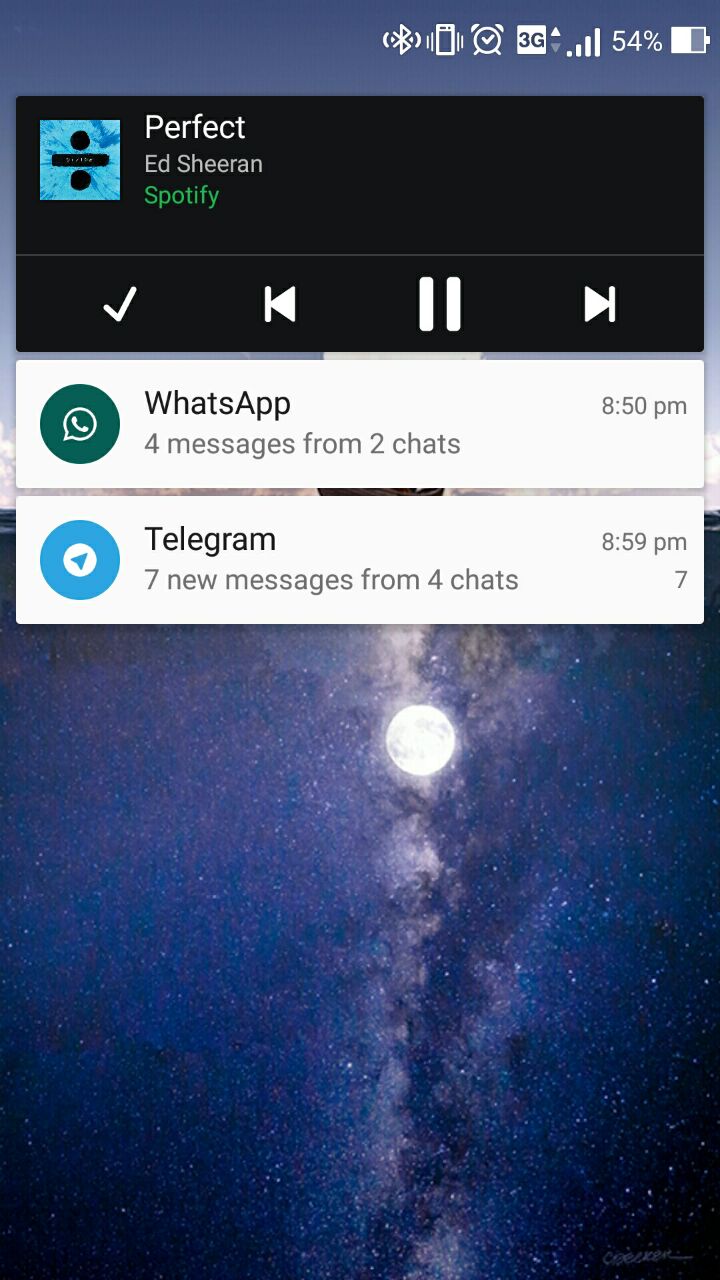 3G 54%
Perfect
Ed Sheeran
Spotify
WhatsApp 8:50 pm
4 messages from 2 chats
Telegram 8:59 pm
7 new messages from 4 chats 7